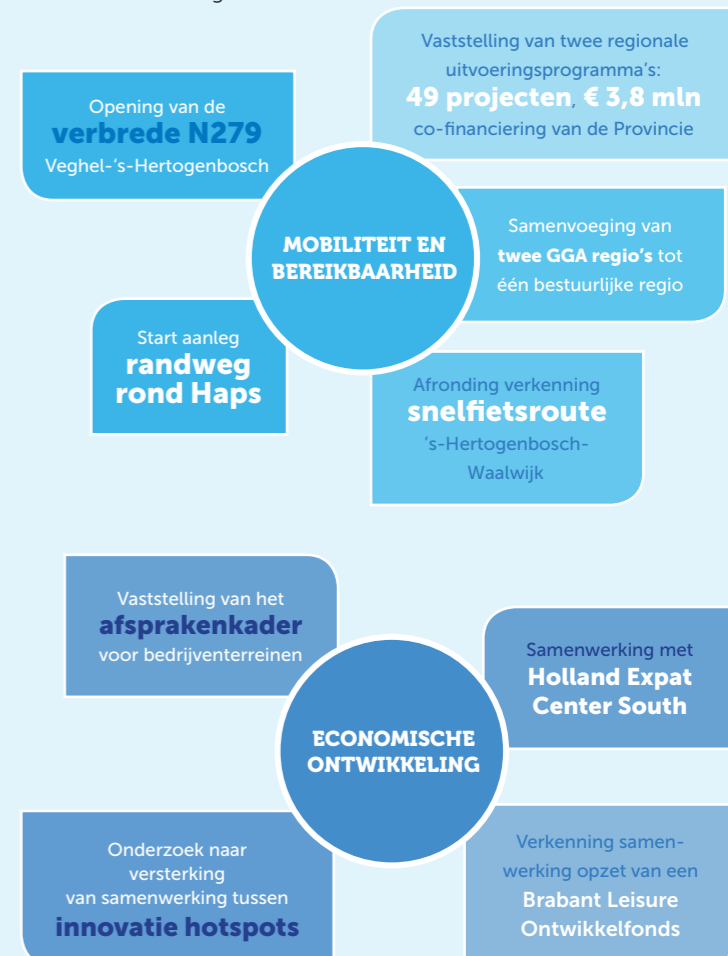 Opening van de
verbrede N279
Veghel-'s-Hertogenbosch
Vaststelling van twee regionale
uitvoeringsprogramma's:
49 projecten, € 3,8 mln
co-financiering van de Provincie
MOBILITEIT EN
BEREIKBAARHEID
Samenvoeging van
twee GGA regio's tot
één bestuurlijke regio
Start aanleg
randweg
rond Haps
Afronding verkenning
snelfietsroute
's-Hertogenbosch-
Waalwijk
Vaststelling van het
afsprakenkader
voor bedrijventerreinen
Samenwerking met
Holland Expat
Center South
ECONOMISCHE
ONTWIKKELING
Onderzoek naar
versterking
van samenwerking tussen
innovatie hotspots
Verkenning samen-
werking opzet van een
Brabant Leisure
Ontwikkelfonds